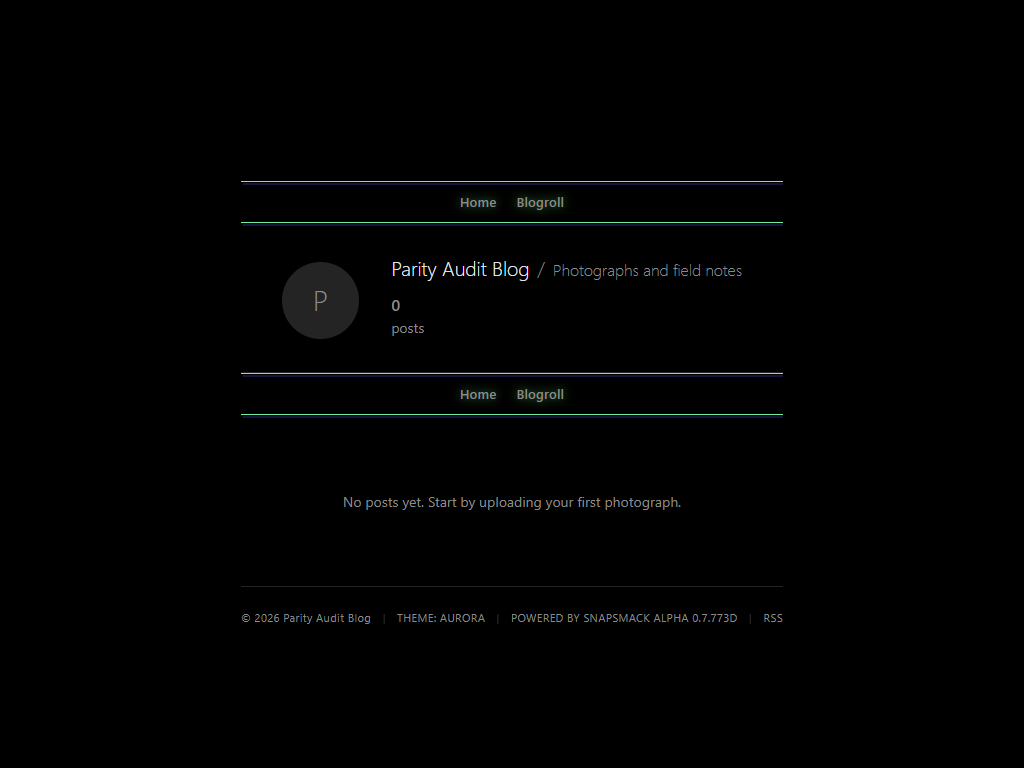 Home Blogroll
P
Parity Audit Blog / Photographs and field notes
0
posts
Home Blogroll
No posts yet. Start by uploading your first photograph.
© 2026 Parity Audit Blog | THEME: AURORA | POWERED BY SNAPSMACK ALPHA 0.7.773D | RSS